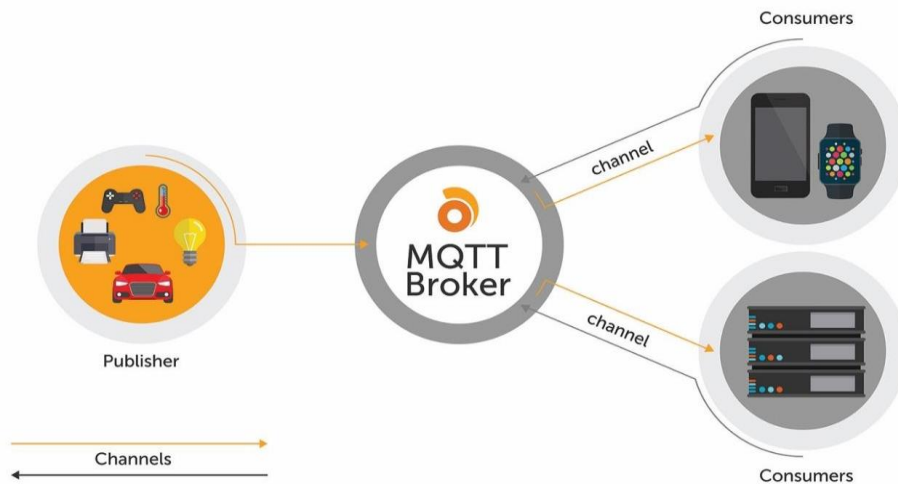 Consumers
channel
MQTT
Broker
channel
Publisher
Channels
Consumers